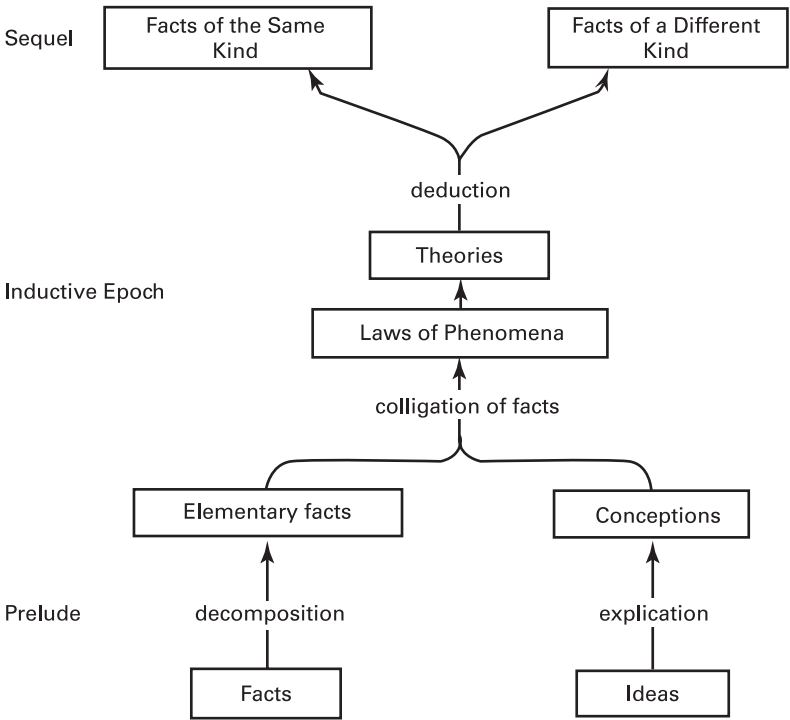 Sequel
Facts of the Same
Kind
Facts of a Different
Kind
deduction
Theories
Inductive Epoch
Laws of Phenomena
colligation of facts
Elementary facts
Conceptions
Prelude
decomposition
explication
Facts
Ideas